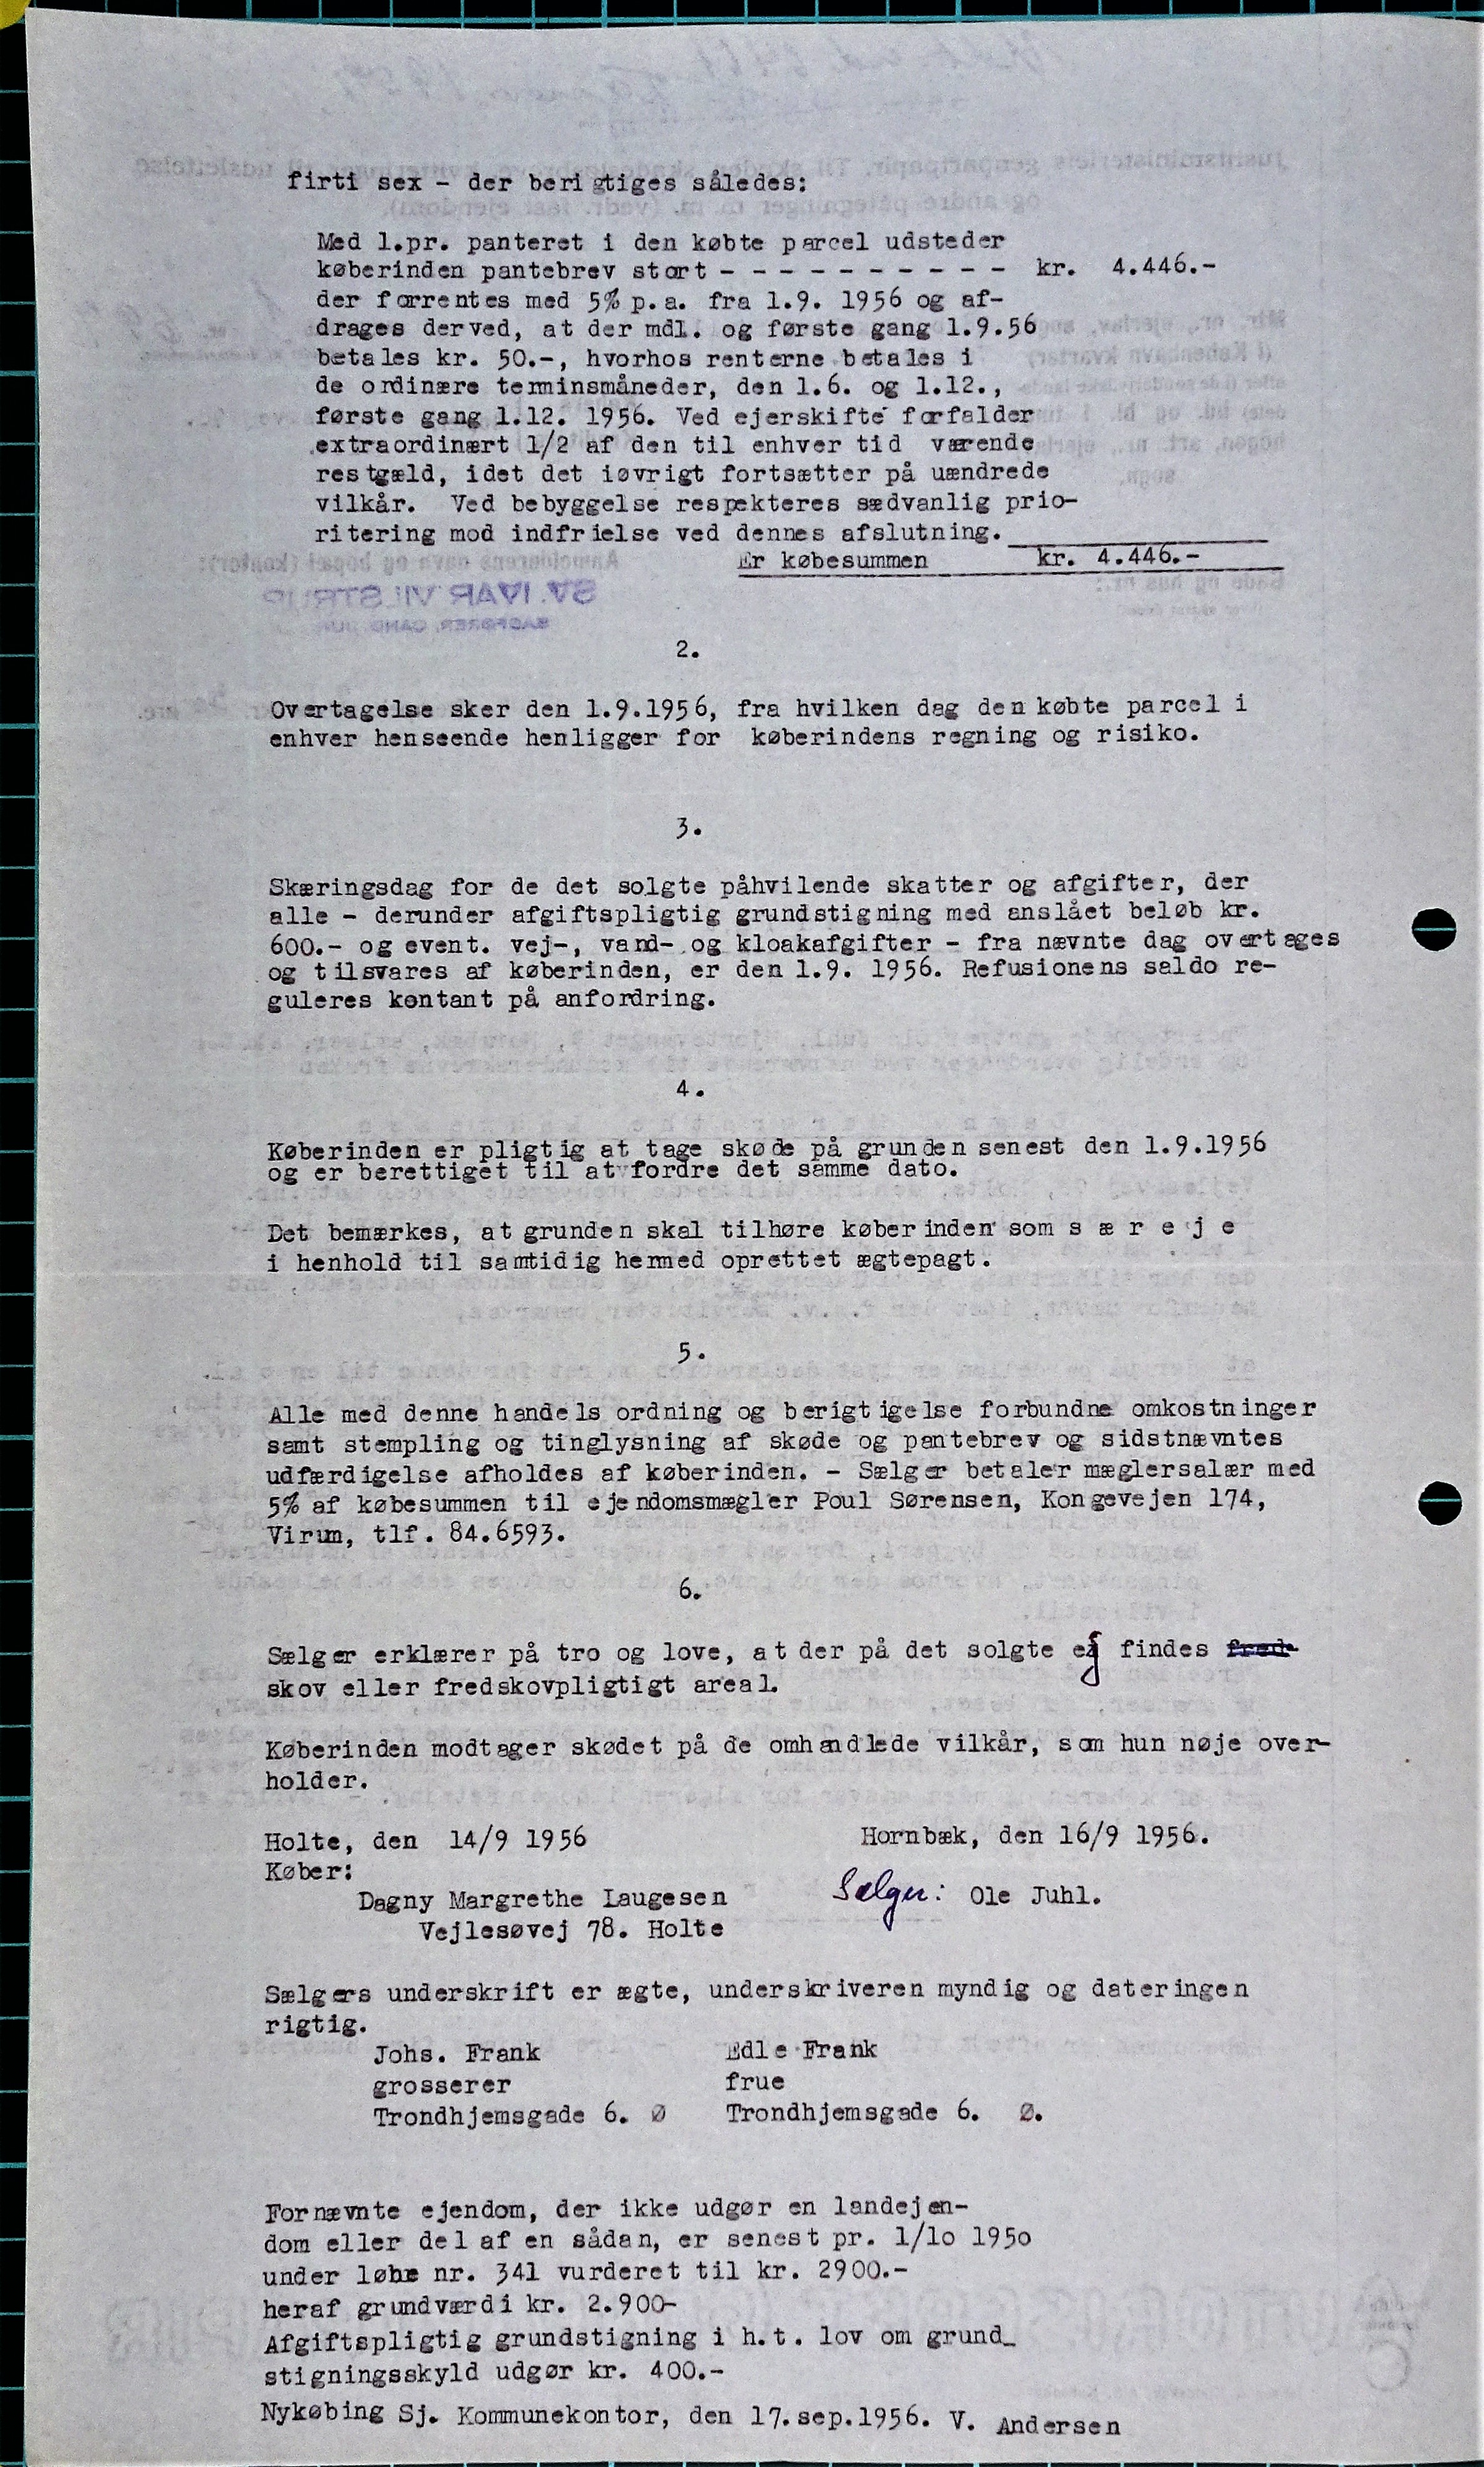 firti sex - der berigtiges således:
Med 1.pr. panteret i den købte parcel udsteder
køberinden pantebrev stort - - - - - - - - - - kr. 4.446.-
der forrentes med 5% p.a. fra 1.9. 1956 og af-
drages derved, at der mdl. og første gang 1.9.56
betales kr. 50.-, hvorhos renterne betales i
de ordinære terminsmåneder, den 1.6. og 1.12.,
første gang 1.12. 1956. Ved ejerskifte forfalder
extraordinært 1/2 af den til enhver tid værende
restgæld, idet det iøvrigt fortsætter på uændrede
vilkår. Ved bebyggelse respekteres sædvanlig prio-
ritering mod indfrielse ved dennes afslutning.
Er købesummen kr. 4.446.-
SV. IVAR VILSTRUP
SAGFØRER, CAND. JUR.
2.
Overtagelse sker den 1.9.1956, fra hvilken dag den købte parcel i
enhver henseende henligger for køberindens regning og risiko.
3.
Skæringsdag for de det solgte påhvilende skatter og afgifter, der
alle - derunder afgiftspligtig grundstigning med anslået beløb kr.
600.- og event. vej-, vand- og kloakafgifter - fra nævnte dag overtages
og tilsvares af køberinden, er den 1.9. 1956. Refusionens saldo re-
guleres kontant på anfordring.
4.
Køberinden er pligtig at tage skøde på grunden senest den 1.9.1956
og er berettiget til at fordre det samme dato.
Det bemærkes, at grunden skal tilhøre køberinden som s æ r e j e
i henhold til samtidig hermed oprettet ægtepagt.
5.
Alle med denne handels ordning og berigtigelse forbundne omkostninger
samt stempling og tinglysning af skøde og pantebrev og sidstnævntes
udfærdigelse afholdes af køberinden. - Sælger betaler mæglersalær med
5% af købesummen til ejendomsmægler Poul Sørensen, Kongevejen 174,
Virum, tlf. 84.6593.
6.
Sælger erklærer på tro og love, at der på det solgte ej findes fred-
skov eller fredskovpligtigt areal.
Køberinden modtager skødet på de omhandlede vilkår, som hun nøje over-
holder.
Holte, den 14/9 1956 Hornbæk, den 16/9 1956.
Køber:
Dagny Margrethe Laugesen Sælger: Ole Juhl.
Vejlesøvej 78. Holte
Sælgers underskrift er ægte, underskriveren myndig og dateringen
rigtig.
Johs. Frank Edle Frank
grosserer frue
Trondhjemsgade 6. Ø Trondhjemsgade 6. Ø.
Fornævnte ejendom, der ikke udgør en landejen-
dom eller del af en sådan, er senest pr. 1/1o 195o
under løbe nr. 341 vurderet til kr. 2900.-
heraf grundværdi kr. 2.900-
Afgiftspligtig grundstigning i h.t. lov om grund_
stigningsskyld udgør kr. 400.-
Nykøbing Sj. Kommunekontor, den 17.sep.1956. V. Andersen